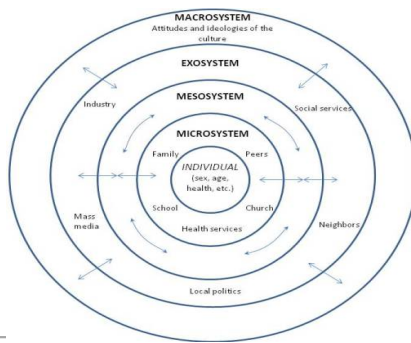 MACROSYSTEM
Attitudes and ideologies of the
culture
EXOSYSTEM
MESOSYSTEM
Industry
Social services
MICROSYSTEM
Family
Peers
INDIVIDUAL
(sex, age,
health, etc.)
School
Church
Mass
media
Neighbors
Health services
Local politics